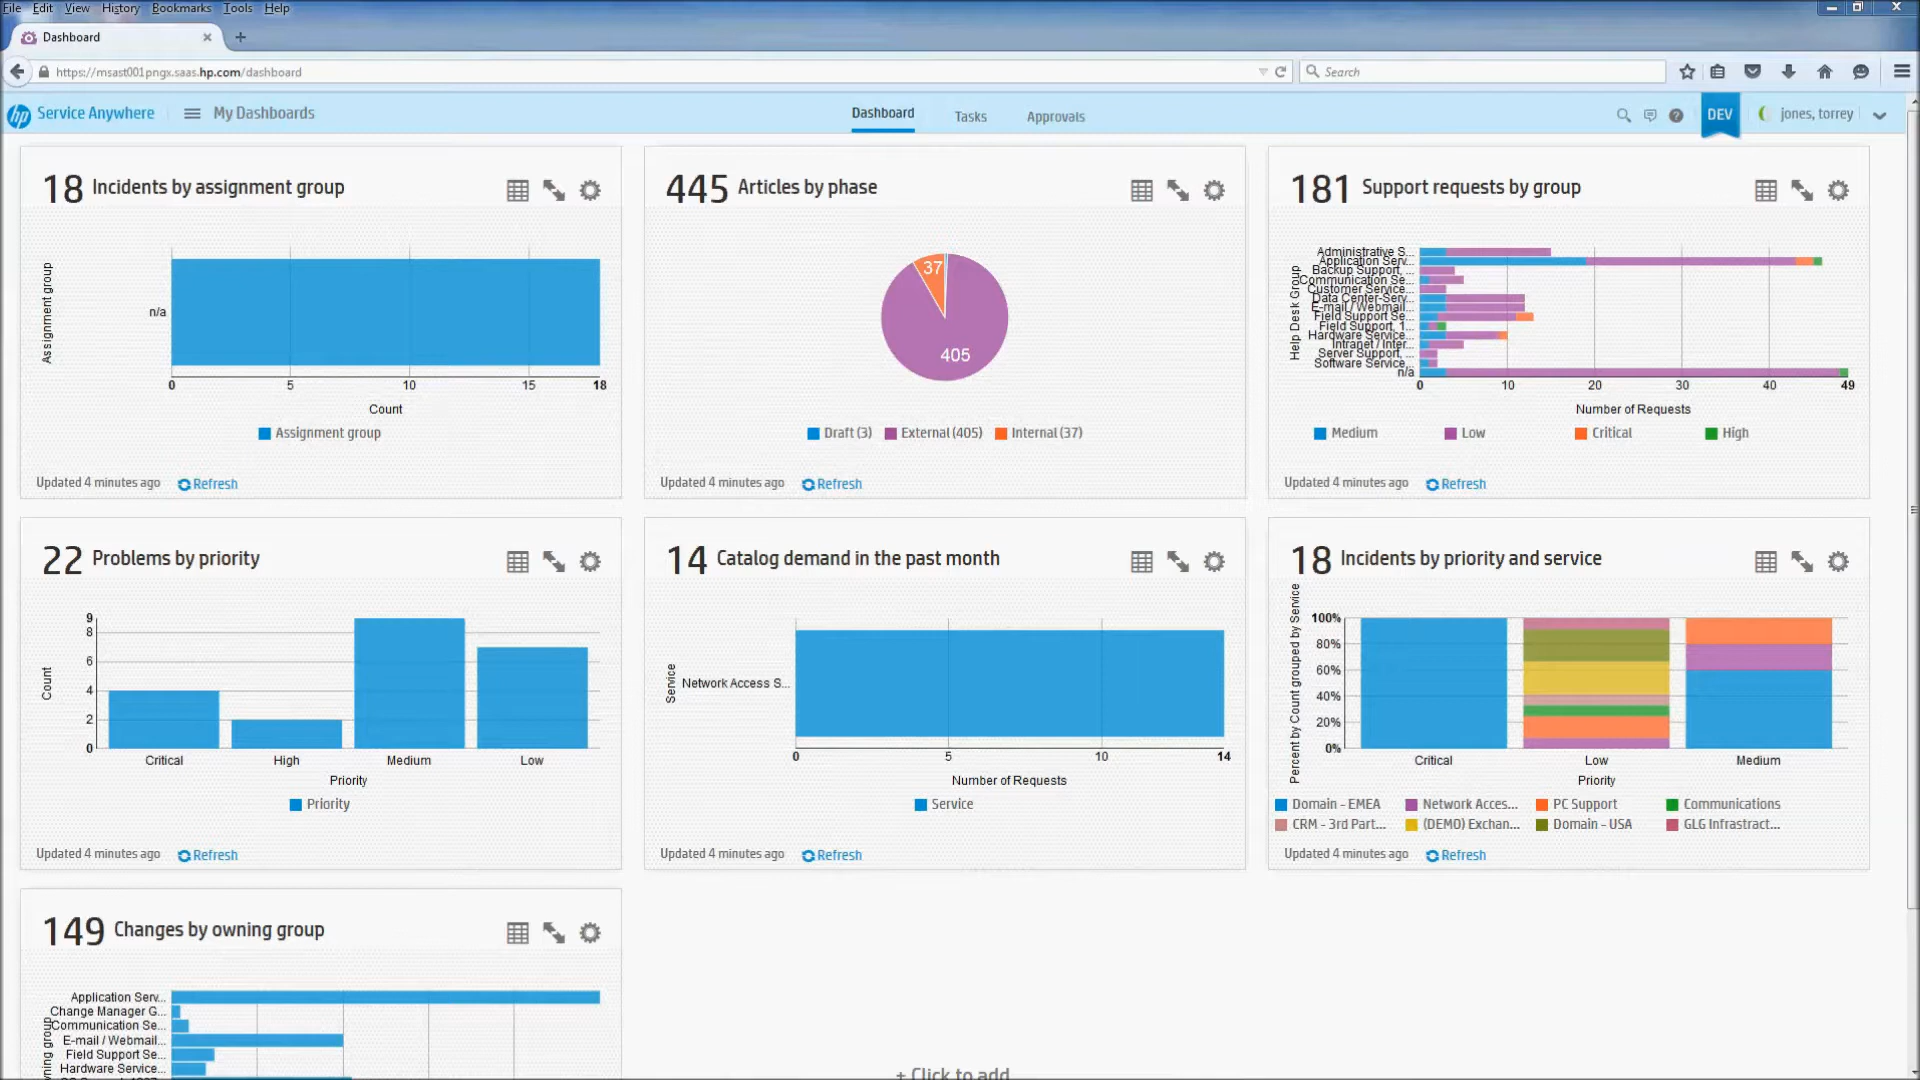 File Edit View History Bookmarks Tools Help
Dashboard
https://msast001pngx.saas.hp.com/dashboard
Search
hp Service Anywhere My Dashboards
Dashboard Tasks Approvals
DEV jones, torrey
18 Incidents by assignment group
Assignment group
n/a
0 5 10 15 18
Count
Assignment group
Updated 4 minutes ago Refresh
445 Articles by phase
37
405
Draft (3) External (405) Internal (37)
Updated 4 minutes ago Refresh
181 Support requests by group
Help Desk Group
Administrative S...
Application Serv...
Backup Support, ...
Communication Se...
Customer Service...
Data Center-Serv...
E-mail / Webmail...
Field Support Se...
Field Support, 1...
Hardware Service...
Intranet / Inter...
Server Support, ...
Software Service...
n/a
0 10 20 30 40 49
Number of Requests
Medium Low Critical High
Updated 4 minutes ago Refresh
22 Problems by priority
Count
9
8
6
4
2
0
Critical High Medium Low
Priority
Priority
Updated 4 minutes ago Refresh
14 Catalog demand in the past month
Service
Network Access S...
0 5 10 14
Number of Requests
Service
Updated 4 minutes ago Refresh
18 Incidents by priority and service
Percent by Count grouped by Service
100%
80%
60%
40%
20%
0%
Critical Low Medium
Priority
Domain - EMEA Network Acces... PC Support Communications
CRM - 3rd Part... (DEMO) Exchan... Domain - USA GLG Infrastract...
Updated 4 minutes ago Refresh
149 Changes by owning group
Application Serv...
Change Manager G...
Communication Se...
E-mail / Webmail...
Field Support Se...
Hardware Service...
+ Click to add